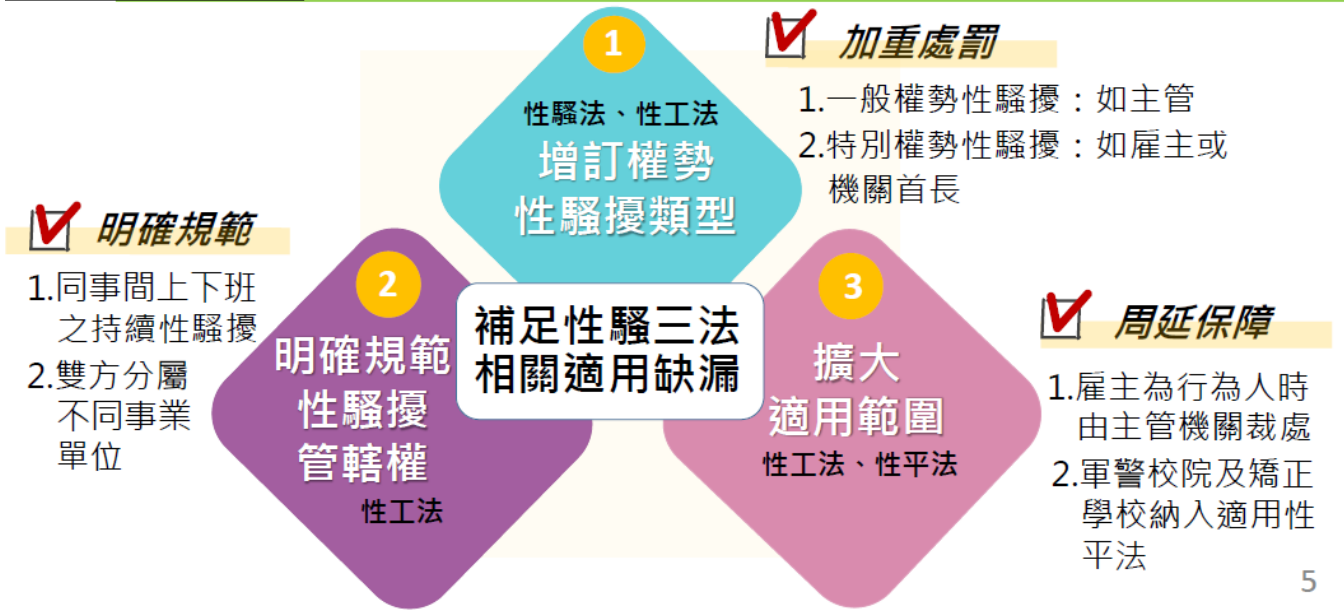 1
性騷法、性工法
增訂權勢
性騷擾類型
加重處罰
1.一般權勢性騷擾：如主管
2.特別權勢性騷擾：如雇主或
機關首長
明確規範
1.同事間上下班
之持續性騷擾
2.雙方分屬
不同事業
單位
2
明確規範
性騷擾
管轄權
性工法
補足性騷三法
相關適用缺漏
3
擴大
適用範圍
性工法、性平法
周延保障
1.雇主為行為人時
由主管機關裁處
2.軍警校院及矯正
學校納入適用性
平法
5